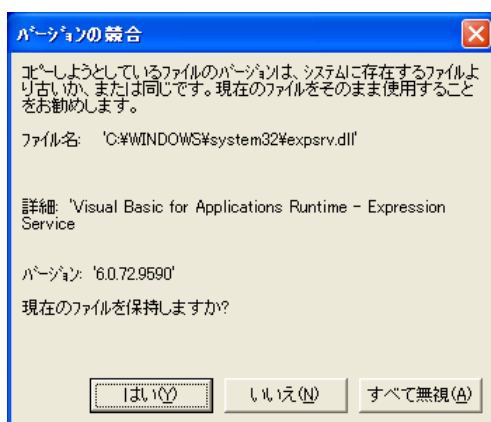 バージョンの競合
コピーしようとしているファイルのバージョンは、システムに存在するファイルよ
り古いか、または同じです。現在のファイルをそのまま使用すること
をお勧めします。
ファイル名: 'C:¥WINDOWS¥system32¥expsrv.dll'
詳細: 'Visual Basic for Applications Runtime - Expression
Service
バージョン: '6.0.72.9590'
現在のファイルを保持しますか?
はい(Y) いいえ(N) すべて無視(A)